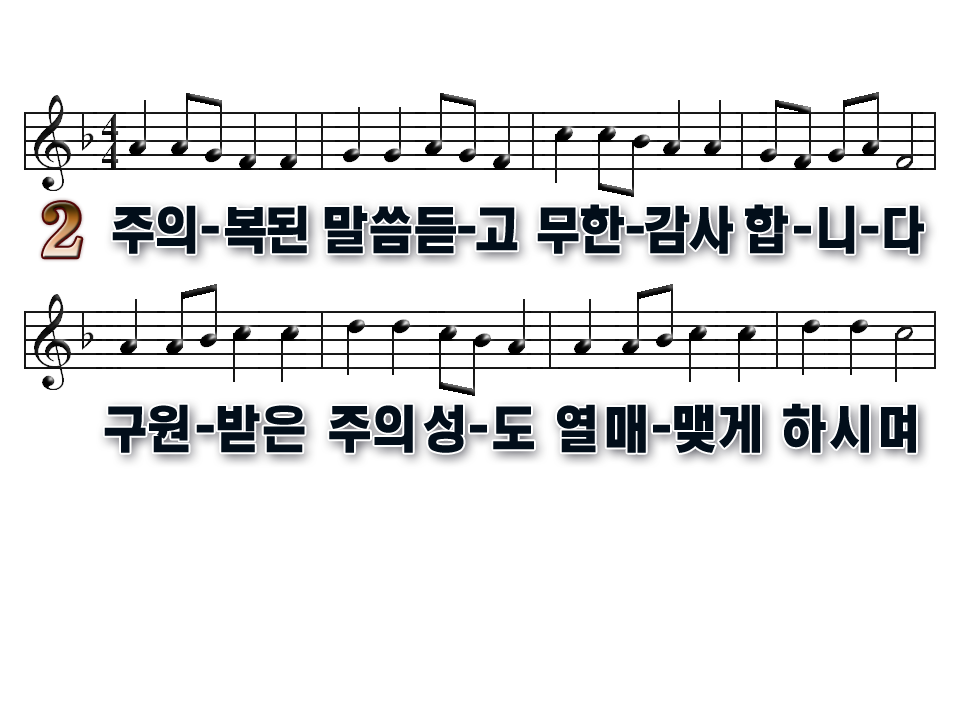 2 주의-복된 말씀듣-고 무한-감사 합-니-다
구원-받은 주의 성-도 열매-맺게 하시며